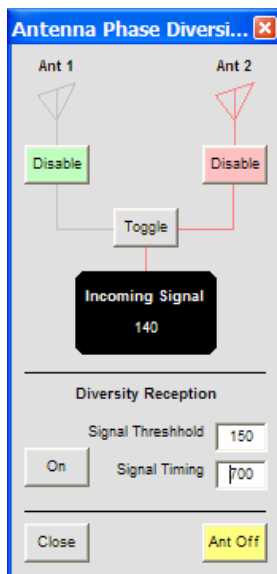 Antenna Phase Diversi...
Ant 1 Ant 2
Disable Disable
Toggle
Incoming Signal
140
Diversity Reception
Signal Threshhold 150
On Signal Timing 700
Close Ant Off